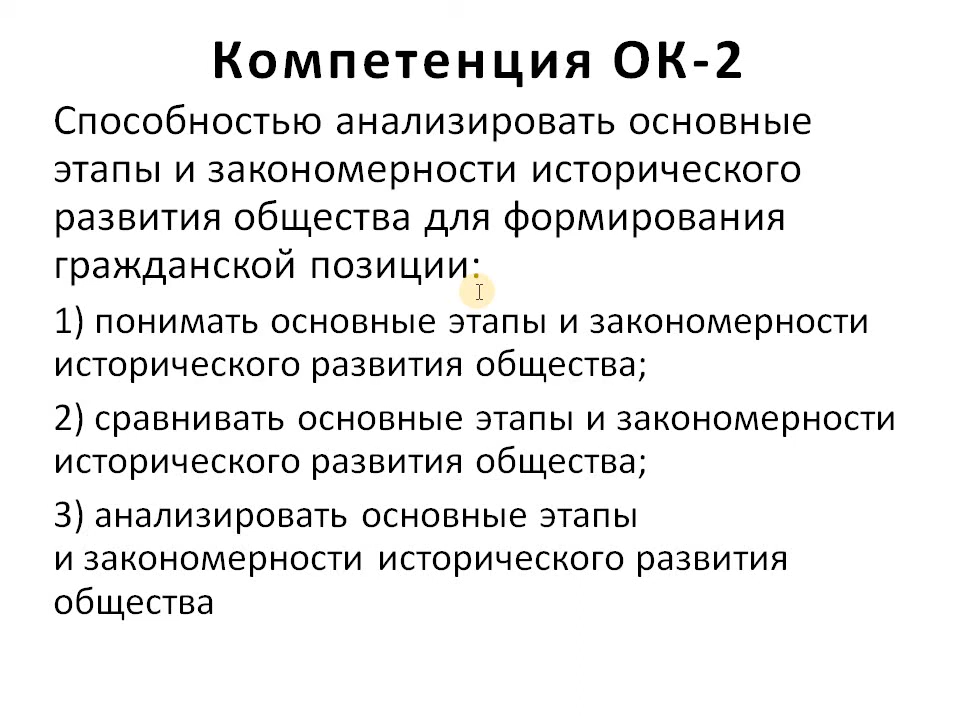 Компетенция ОК-2
Способностью анализировать основные
этапы и закономерности исторического
развития общества для формирования
гражданской позиции:
1) понимать основные этапы и закономерности
исторического развития общества;
2) сравнивать основные этапы и закономерности
исторического развития общества;
3) анализировать основные этапы
и закономерности исторического развития
общества